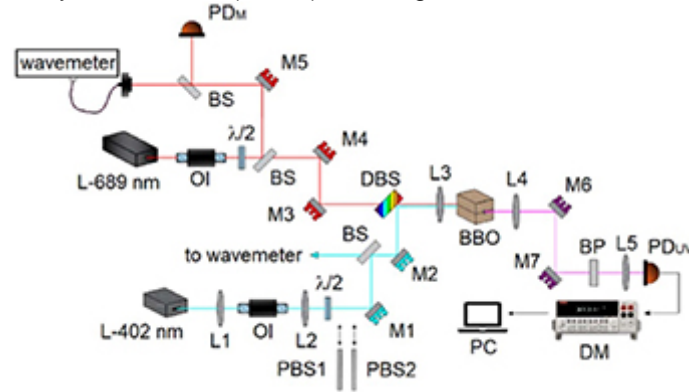 PDM
wavemeter
M5
BS
λ/2
M4
L-689 nm
OI
BS
DBS
L3
L4
M6
M3
BBO
BS
to wavemeter
M2
M7
BP
L5
PDUV
λ/2
L-402 nm
L1
OI
L2
M1
PC
DM
PBS1
PBS2